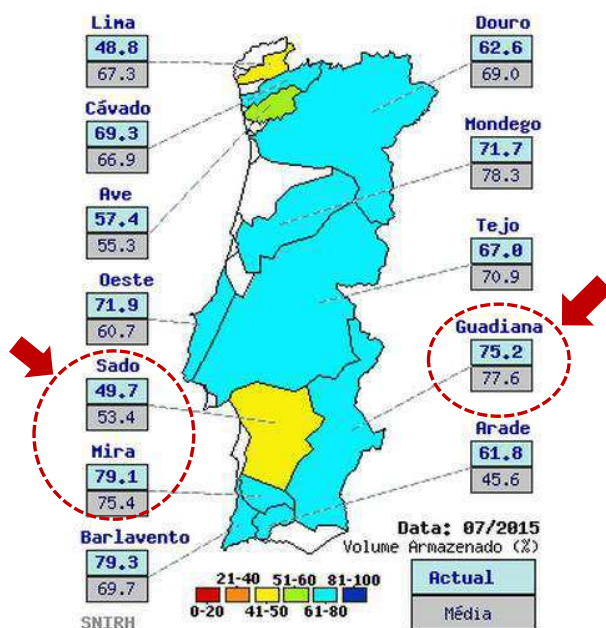 Lima
48.8
67.3
Cávado
69.3
66.9
Ave
57.4
55.3
Oeste
71.9
60.7
Sado
49.7
53.4
Mira
79.1
75.4
Barlavento
79.3
69.7
Douro
62.6
69.0
Mondego
71.7
78.3
Tejo
67.0
70.9
Guadiana
75.2
77.6
Arade
61.8
45.6
Data: 07/2015
Volume Armazenado (%)
Actual
Média
21-40 51-60 81-100
0-20 41-50 61-80
SNIRH